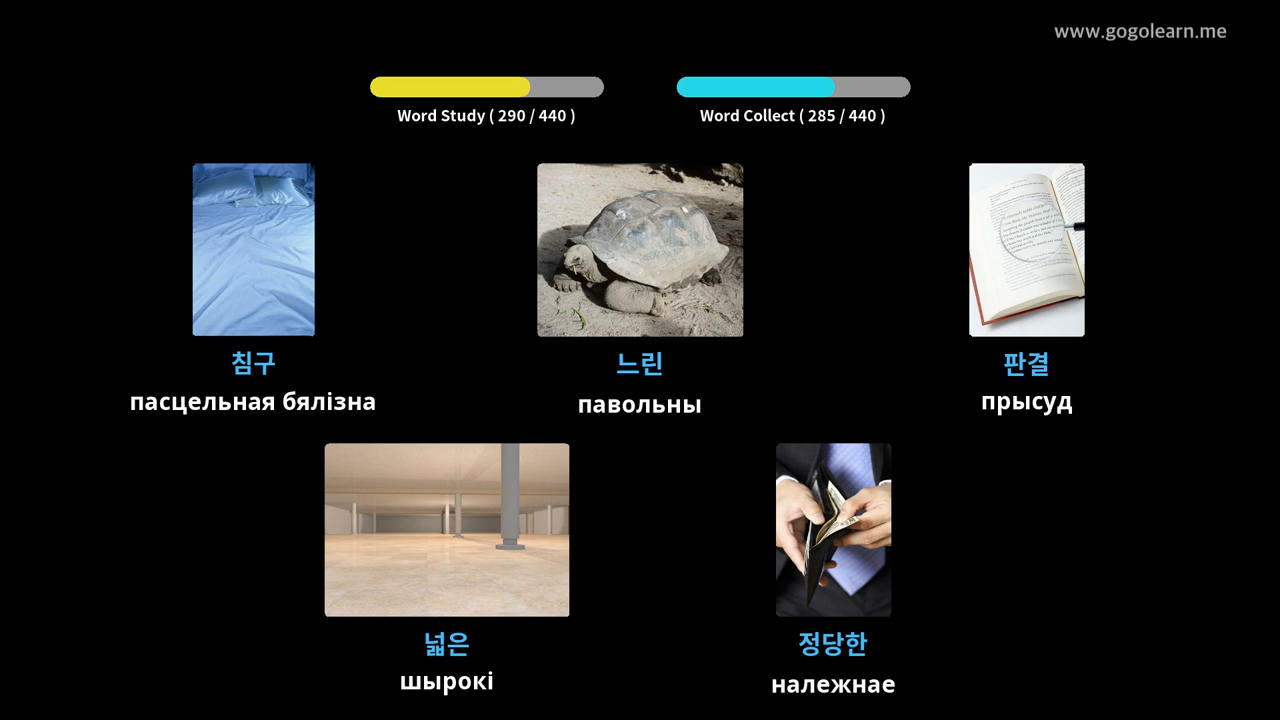 www.gogolearn.me
Word Study ( 290 / 440 )
Word Collect ( 285 / 440 )
침구
пасцельная бялізна
느린
павольны
판결
прысуд
넓은
шырокі
정당한
належнае